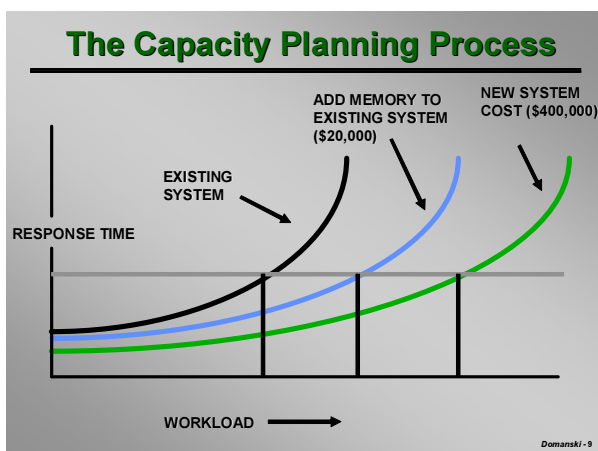 The Capacity Planning Process
ADD MEMORY TO
EXISTING SYSTEM
($20,000)
NEW SYSTEM
COST ($400,000)
EXISTING
SYSTEM
RESPONSE TIME
WORKLOAD
Domanski - 9